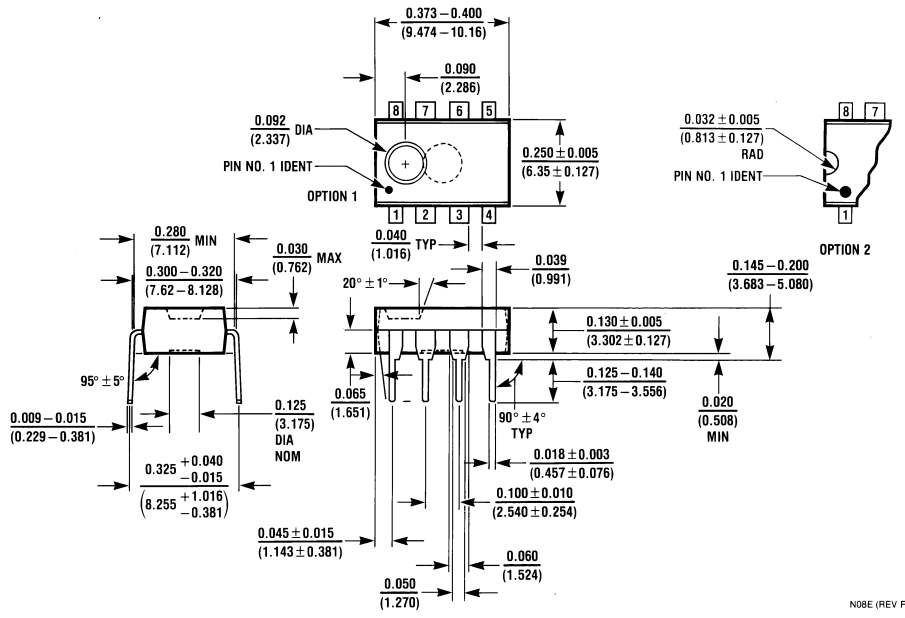 0.373 – 0.400
(9.474 – 10.16)
0.090
(2.286)
8 7 6 5
0.092
(2.337)
DIA
PIN NO. 1 IDENT
OPTION 1
1 2 3 4
0.250 ± 0.005
(6.35 ± 0.127)
0.032 ± 0.005
(0.813 ± 0.127)
RAD
PIN NO. 1 IDENT
8 7
1
OPTION 2
0.280
(7.112)
MIN
0.300 – 0.320
(7.62 – 8.128)
0.030
(0.762)
MAX
0.040
(1.016)
TYP
20° ± 1°
0.039
(0.991)
0.145 – 0.200
(3.683 – 5.080)
0.130 ± 0.005
(3.302 ± 0.127)
95° ± 5°
0.065
(1.651)
0.125 – 0.140
(3.175 – 3.556)
0.020
(0.508)
MIN
0.009 – 0.015
(0.229 – 0.381)
0.125
(3.175)
DIA
NOM
90° ± 4°
TYP
0.018 ± 0.003
(0.457 ± 0.076)
0.325 +0.040
–0.015
(8.255 +1.016
–0.381)
0.100 ± 0.010
(2.540 ± 0.254)
0.045 ± 0.015
(1.143 ± 0.381)
0.060
(1.524)
0.050
(1.270)
N08E (REV F